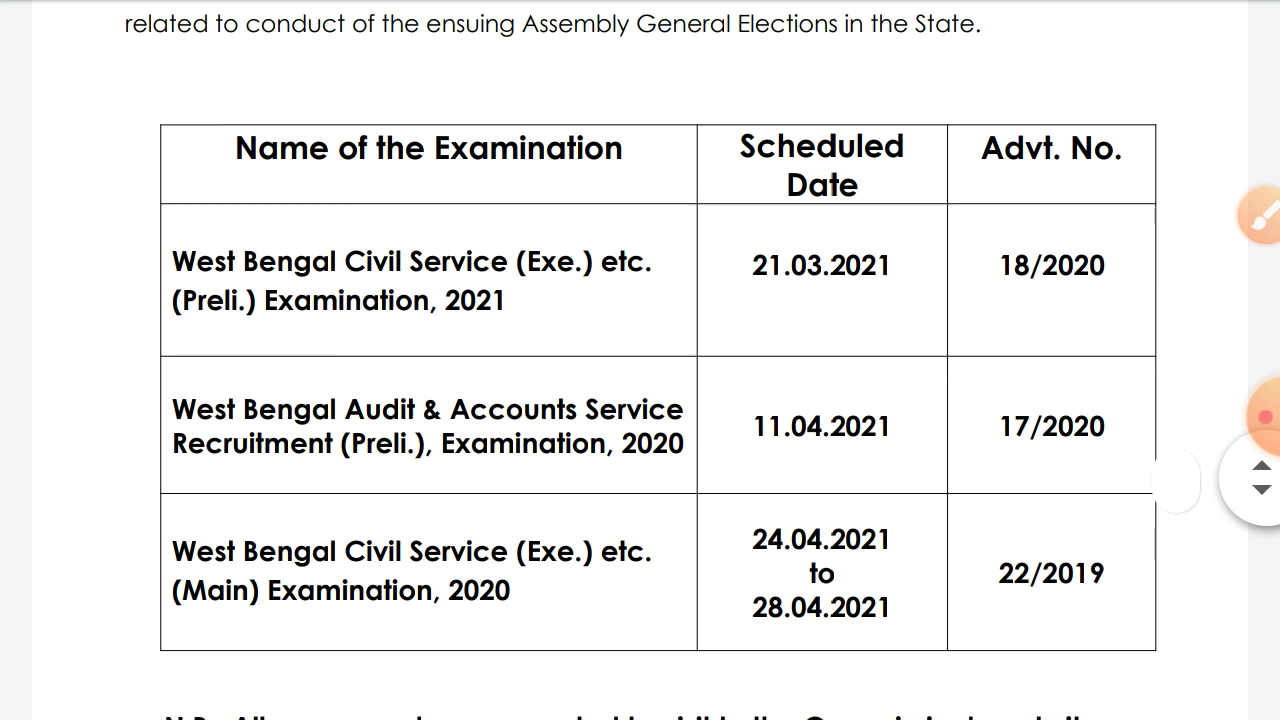 related to conduct of the ensuing Assembly General Elections in the State.
Name of the Examination
Scheduled
Date
Advt. No.
West Bengal Civil Service (Exe.) etc.
(Preli.) Examination, 2021
21.03.2021
18/2020
West Bengal Audit & Accounts Service
Recruitment (Preli.), Examination, 2020
11.04.2021
17/2020
West Bengal Civil Service (Exe.) etc.
(Main) Examination, 2020
24.04.2021
to
28.04.2021
22/2019